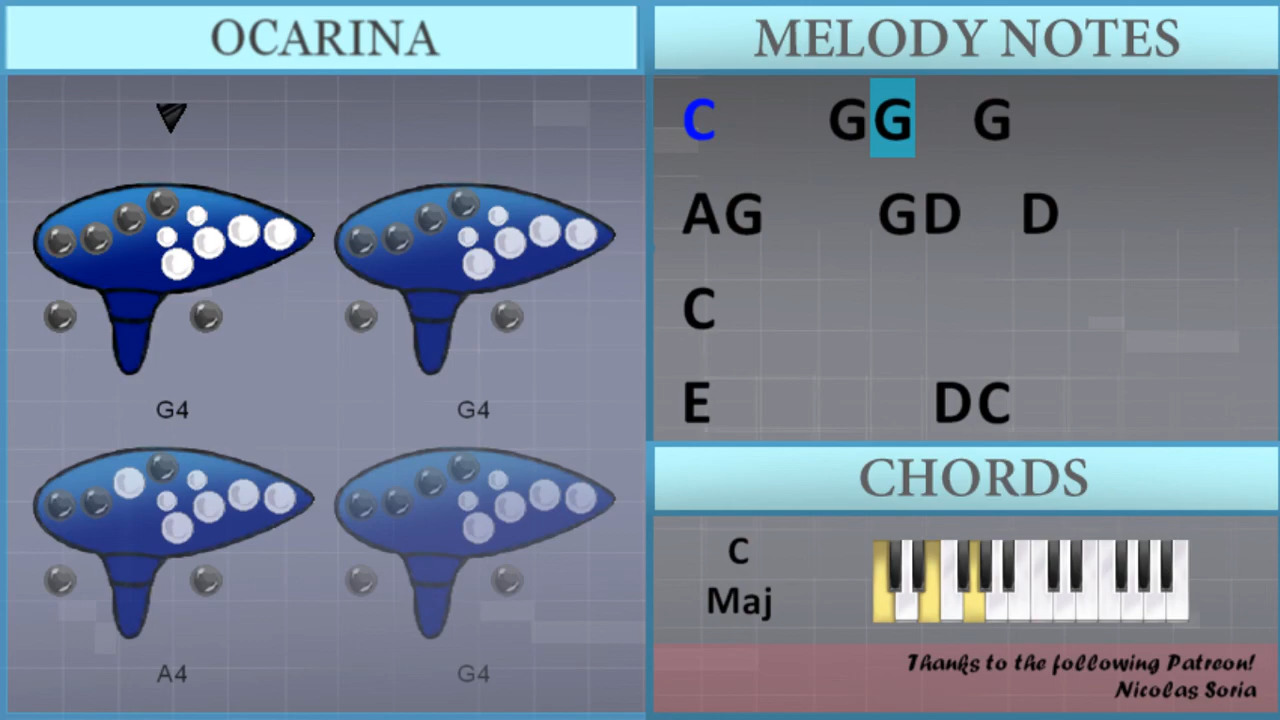 OCARINA
G4 G4
A4 G4
MELODY NOTES
C GG G
AG GD D
C
E DC
CHORDS
C
Maj
Thanks to the following Patreon!
Nicolas Soria